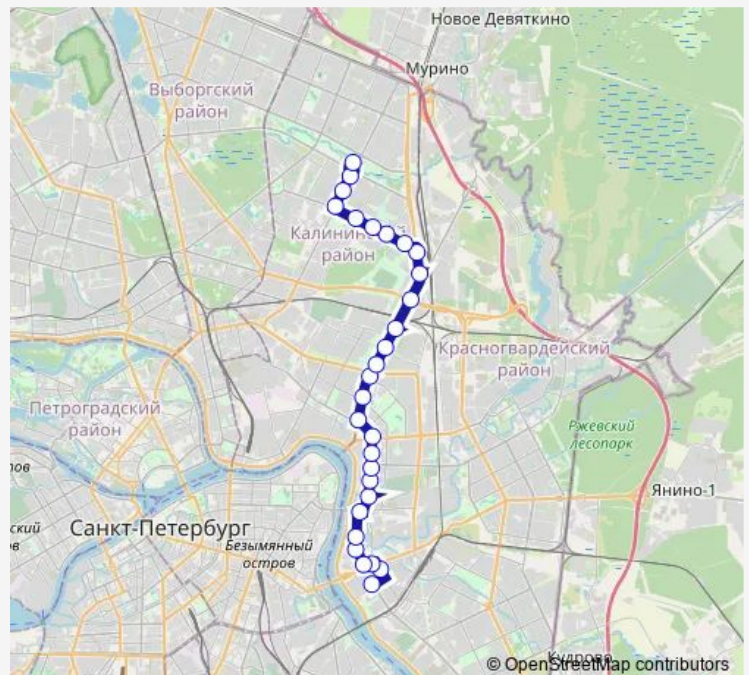 Новое Девяткино
Мурино
Выборгский
район
район
Красногвардейский
район
Петроградский
район
Ржевский
лесопарк
Янино-1
Санкт-Петербург
Безымянный
остров
© OpenStreetMap contributors